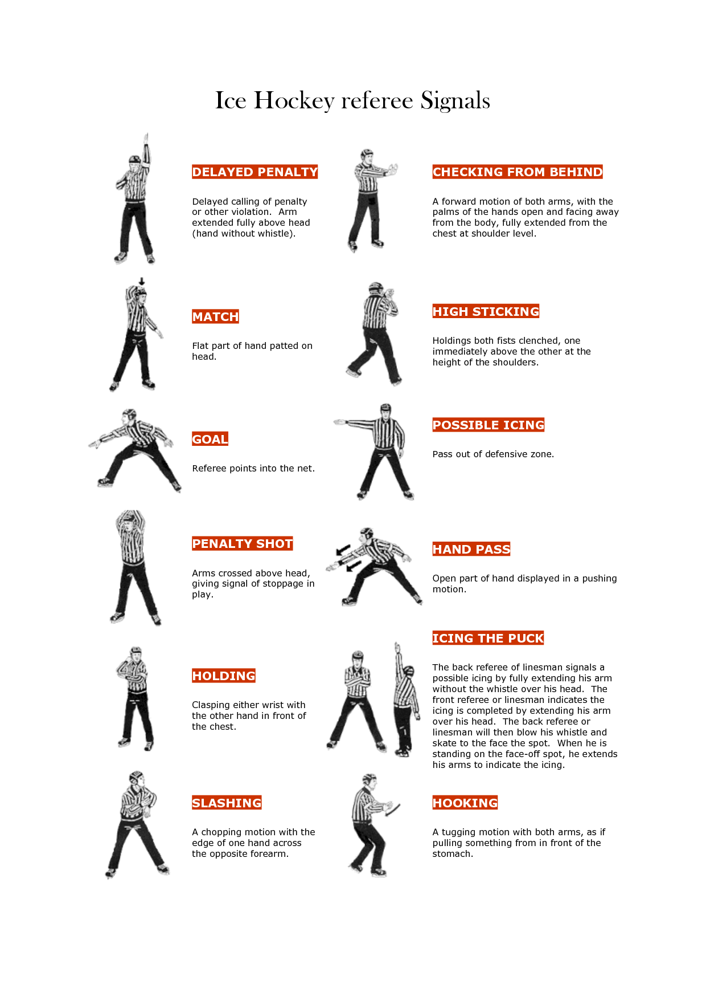 Ice Hockey referee Signals
DELAYED PENALTY
Delayed calling of penalty
or other violation.  Arm
extended fully above head
(hand without whistle).
CHECKING FROM BEHIND
A forward motion of both arms, with the
palms of the hands open and facing away
from the body, fully extended from the
chest at shoulder level.
MATCH
Flat part of hand patted on
head.
HIGH STICKING
Holdings both fists clenched, one
immediately above the other at the
height of the shoulders.
GOAL
Referee points into the net.
POSSIBLE ICING
Pass out of defensive zone.
PENALTY SHOT
Arms crossed above head,
giving signal of stoppage in
play.
HAND PASS
Open part of hand displayed in a pushing
motion.
HOLDING
Clasping either wrist with
the other hand in front of
the chest.
ICING THE PUCK
The back referee of linesman signals a
possible icing by fully extending his arm
without the whistle over his head.  The
front referee or linesman indicates the
icing is completed by extending his arm
over his head.  The back referee or
linesman will then blow his whistle and
skate to the face the spot.  When he is
standing on the face-off spot, he extends
his arms to indicate the icing.
SLASHING
A chopping motion with the
edge of one hand across
the opposite forearm.
HOOKING
A tugging motion with both arms, as if
pulling something from in front of the
stomach.